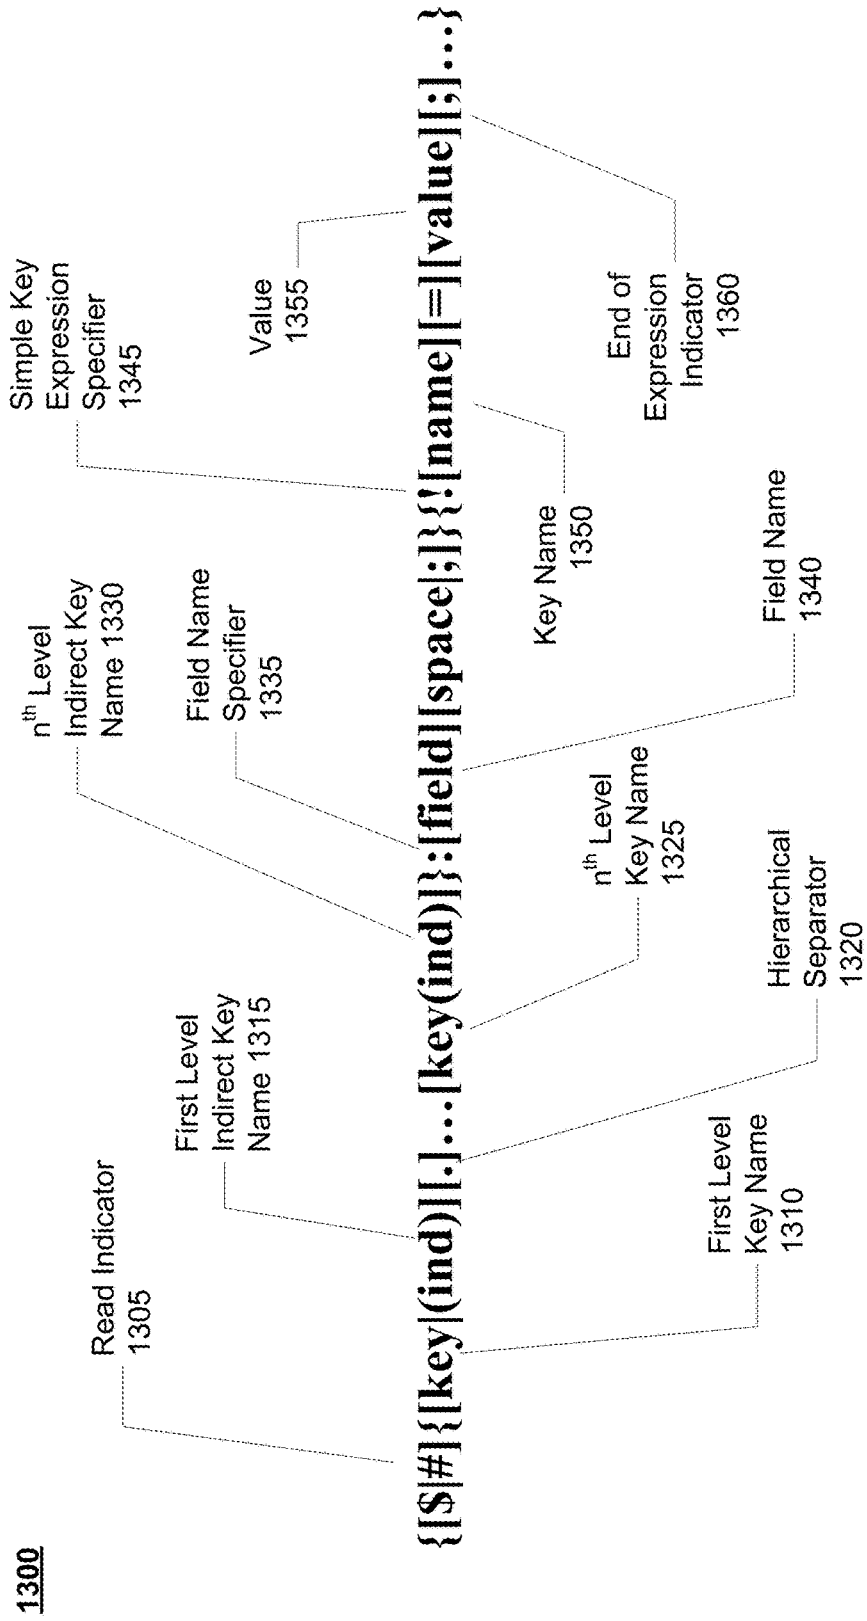 1300
Read Indicator
1305
First Level
Indirect Key
Name 1315
nth Level
Indirect Key
Name 1330
Field Name
Specifier
1335
Simple Key
Expression
Specifier
1345
Value
1355
{[$|#]{[key|(ind)][.]...[key(ind)]}:[field][space|;]}{![name][=][value][;]...}
First Level
Key Name
1310
Hierarchical
Separator
1320
nth Level
Key Name
1325
Field Name
1340
Key Name
1350
End of
Expression
Indicator
1360